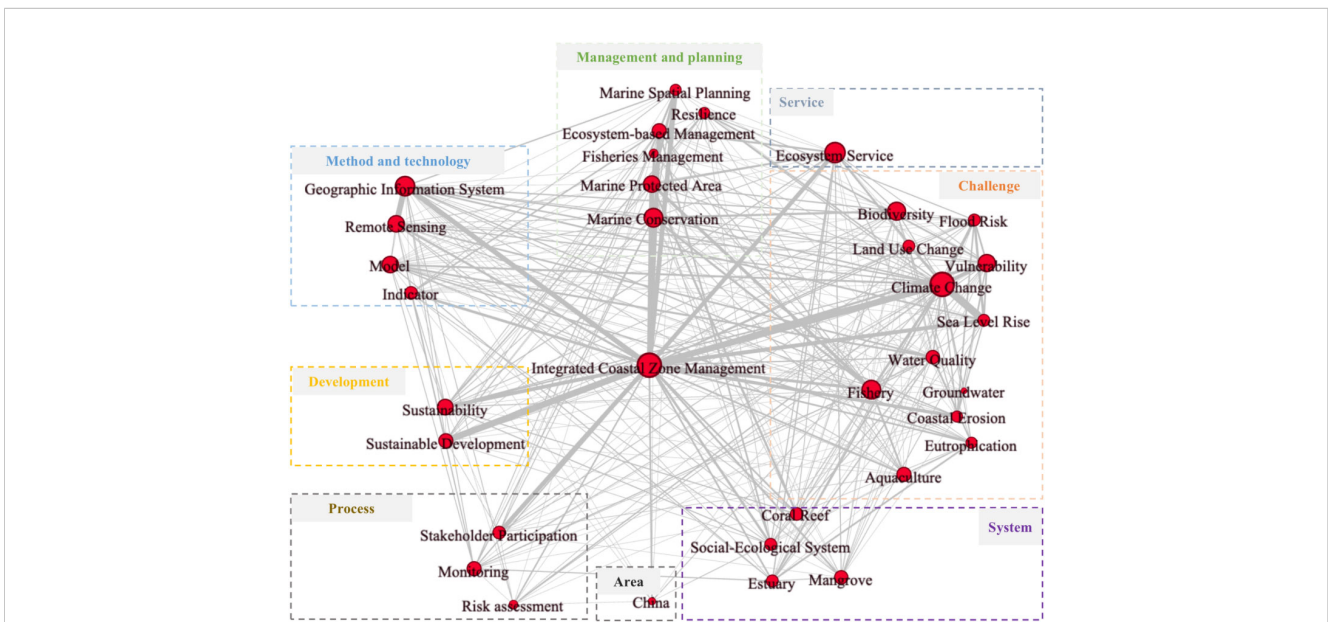 Management and planning
Marine Spatial Planning
Resilience
Ecosystem-based Management
Fisheries Management
Marine Protected Area
Marine Conservation
Service
Ecosystem Service
Method and technology
Geographic Information System
Remote Sensing
Model
Indicator
Challenge
Biodiversity
Flood Risk
Land Use Change
Vulnerability
Climate Change
Sea Level Rise
Water Quality
Groundwater
Fishery
Coastal Erosion
Eutrophication
Aquaculture
Integrated Coastal Zone Management
Development
Sustainability
Sustainable Development
Process
Stakeholder Participation
Monitoring
Risk assessment
Area
China
System
Coral Reef
Social-Ecological System
Estuary
Mangrove